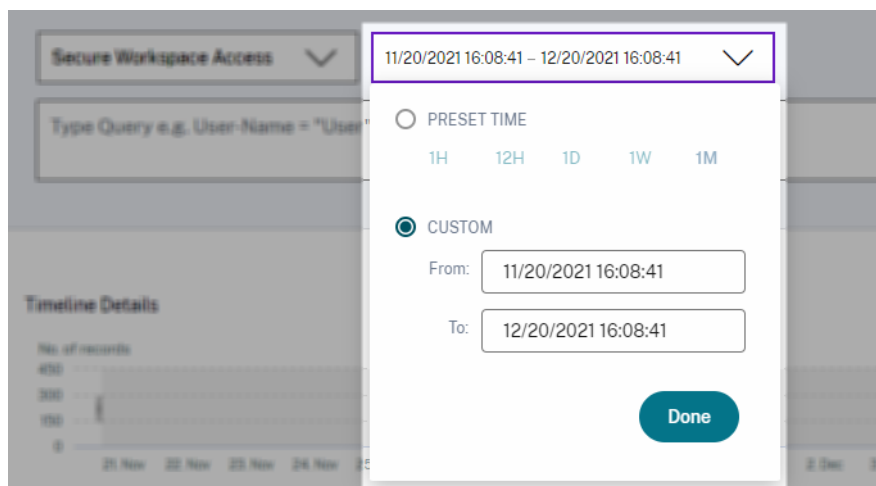 Secure Workspace Access
11/20/2021 16:08:41 – 12/20/2021 16:08:41
Type Query e.g. User-Name = "User"
PRESET TIME
1H 12H 1D 1W 1M
CUSTOM
From: 11/20/2021 16:08:41
To: 12/20/2021 16:08:41
Done
Timeline Details
No. of records
450
300
150
0
21. Nov 22. Nov 23. Nov 24. Nov 2. Dec